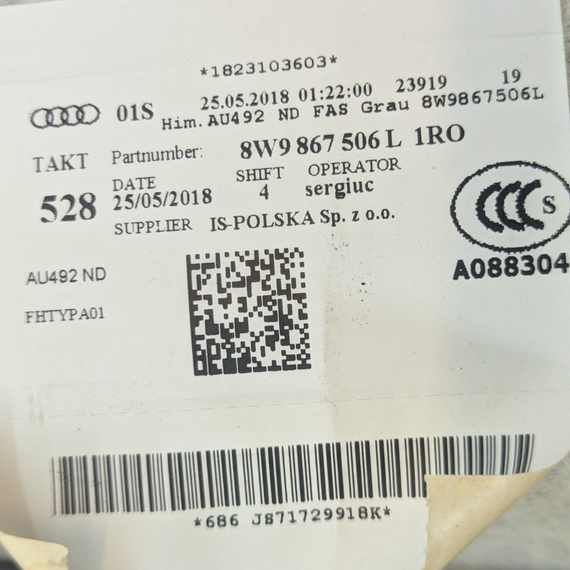 *1823103603*
01S 25.05.2018 01:22:00 23919 19
Him.AU492 ND FAS Grau 8W9867506L
TAKT Partnumber: 8W9 867 506 L 1RO
528 DATE SHIFT OPERATOR
25/05/2018 4 sergiuc
SUPPLIER IS-POLSKA Sp. z o.o.
CCC S
A088304
AU492 ND
FHTYPA01
*686 JS71729918K*